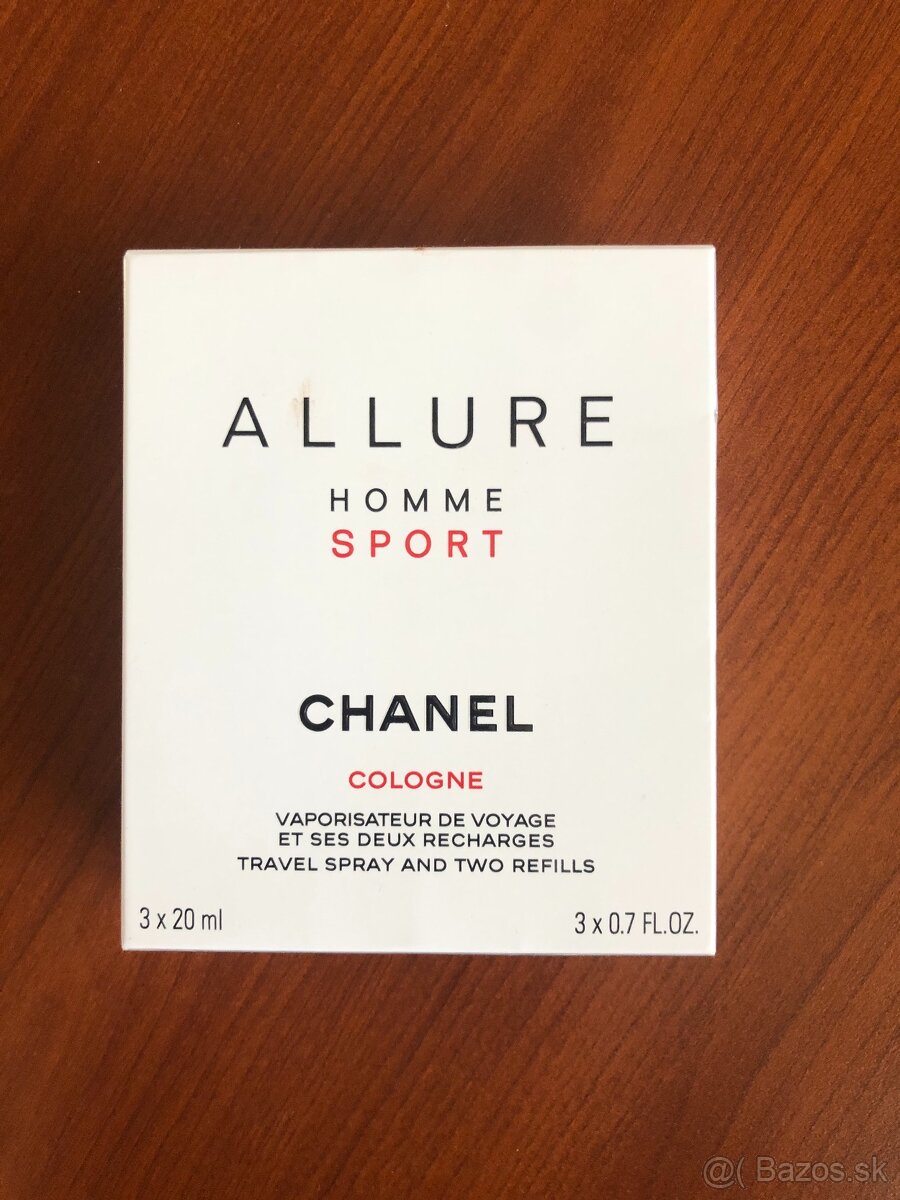 ALLURE
HOMME
SPORT
CHANEL
COLOGNE
VAPORISATEUR DE VOYAGE
ET SES DEUX RECHARGES
TRAVEL SPRAY AND TWO REFILLS
3 x 20 ml
3 x 0.7 FL.OZ.
@( Bazos.sk